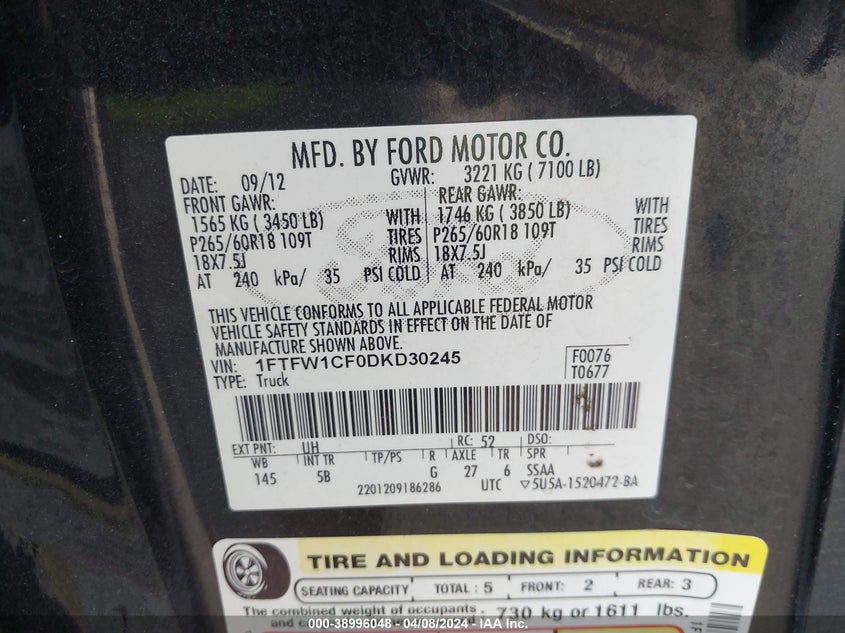 MFD. BY FORD MOTOR CO.
DATE: 09/12 GVWR: 3221 KG ( 7100 LB)
FRONT GAWR: REAR GAWR:
1565 KG ( 3450 LB) WITH 1746 KG ( 3850 LB) WITH
P265/60R18 109T TIRES P265/60R18 109T TIRES
18X7.5J RIMS 18X7.5J RIMS
AT 240 kPa/ 35 PSI COLD AT 240 kPa/ 35 PSI COLD
THIS VEHICLE CONFORMS TO ALL APPLICABLE FEDERAL MOTOR
VEHICLE SAFETY STANDARDS IN EFFECT ON THE DATE OF
MANUFACTURE SHOWN ABOVE.
VIN: 1FTFW1CF0DKD30245 F0076
TYPE: Truck T0677
EXT PNT: UH RC: 52 DSO:
WB INT TR TP/PS R AXLE TR SPR
145 5B G 27 6 SSAA
2201209186286 UTC ▽5U5A-1520472-BA
TIRE AND LOADING INFORMATION
SEATING CAPACITY TOTAL : 5 FRONT: 2 REAR: 3
The combined weight of occupants 730 kg or 1611 lbs.
000-38996048 - 04/08/2024 - IAA Inc.